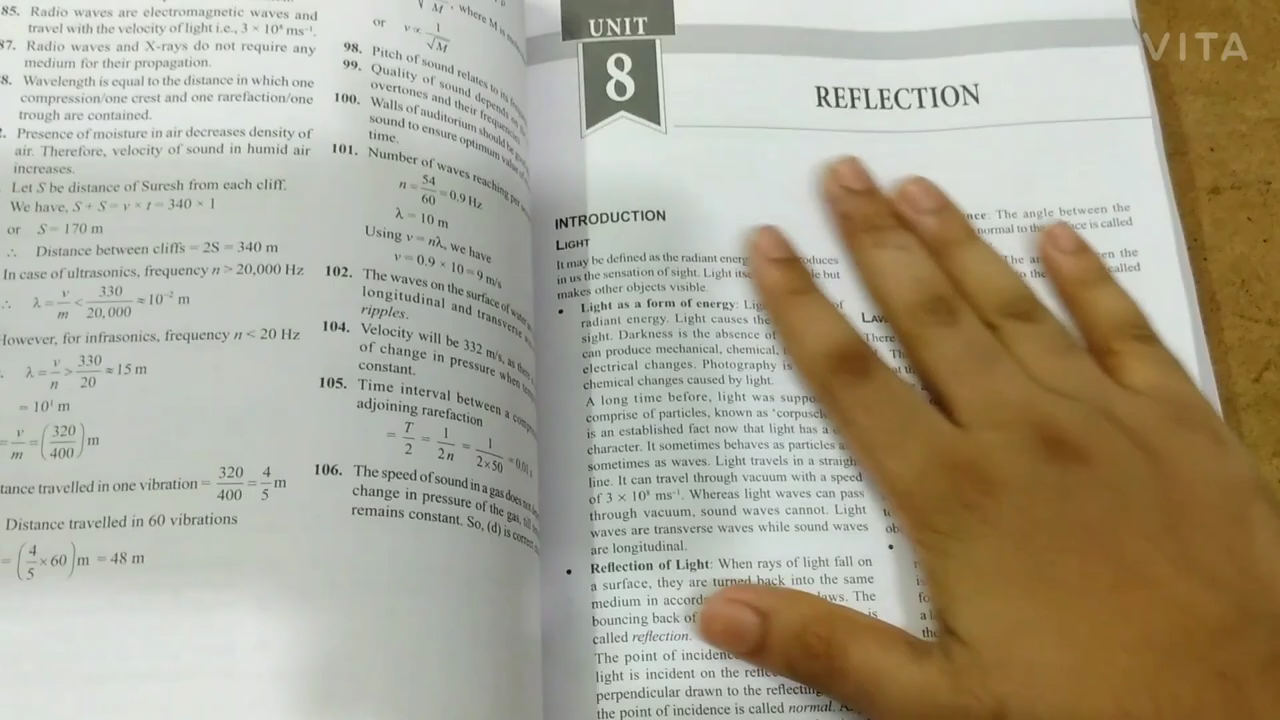 85. Radio waves are electromagnetic waves and
travel with the velocity of light i.e., 3 × 10⁸ ms⁻¹.
87. Radio waves and X-rays do not require any
medium for their propagation.
8. Wavelength is equal to the distance in which one
compression/one crest and one rarefaction/one
trough are contained.
Presence of moisture in air decreases density of
air. Therefore, velocity of sound in humid air
increases.
Let S be distance of Suresh from each cliff.
We have, S + S = v × t = 340 × 1
or S = 170 m
∴ Distance between cliffs = 2S = 340 m
In case of ultrasonics, frequency n > 20,000 Hz
∴ λ = v/m < 330/20,000 ≈ 10⁻² m
However, for infrasonics, frequency n < 20 Hz
λ = v/n > 330/20 ≈ 15 m
= 10¹ m
= v/m = (320/400) m
tance travelled in one vibration = 320/400 = 4/5 m
Distance travelled in 60 vibrations
= (4/5 × 60) m = 48 m
√M , where M is
or v ∝ 1/√M
98. Pitch of sound relates to its
99. Quality of sound depends on
overtones and their frequencies
100. Walls of auditorium should be
sound to ensure optimum
time.
101. Number of waves reaching per
n = 54/60 = 0.9 Hz
λ = 10 m
Using v = nλ, we have
v = 0.9 × 10 = 9 m/s
102. The waves on the surface of water
longitudinal and transverse
ripples.
104. Velocity will be 332 m/s, as
of change in pressure when
constant.
105. Time interval between a
adjoining rarefaction
= T/2 = 1/2n = 1/2×50 = 0.01 s
106. The speed of sound in a gas does not
change in pressure of the gas, till
remains constant. So, (d) is correct
UNIT
8
REFLECTION
VITA
INTRODUCTION
LIGHT
It may be defined as the radiant
in us the sensation of sight. Light
makes other objects visible.
• Light as a form of energy:
radiant energy. Light causes the
sight. Darkness is the absence of
can produce mechanical, chemical,
electrical changes. Photography is
chemical changes caused by light.
A long time before, light was
comprise of particles, known as
is an established fact now that light has a
character. It sometimes behaves as particles
sometimes as waves. Light travels in a
line. It can travel through vacuum with a speed
of 3 × 10⁸ ms⁻¹. Whereas light waves can pass
through vacuum, sound waves cannot. Light
waves are transverse waves while sound waves
are longitudinal.
• Reflection of Light: When rays of light fall on
a surface, they are turned back into the same
medium in laws. The
bouncing back of is
called reflection.
The point of
light is incident on the
perpendicular drawn to the
the point of incidence is called normal.
The angle between the
normal to the is called
the
called